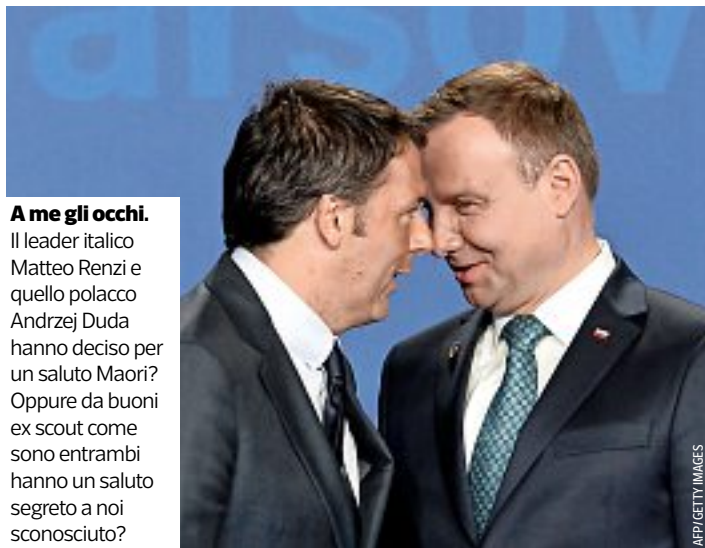 arsov
A me gli occhi.
Il leader italico
Matteo Renzi e
quello polacco
Andrzej Duda
hanno deciso per
un saluto Maori?
Oppure da buoni
ex scout come
sono entrambi
hanno un saluto
segreto a noi
sconosciuto?
AFP/GETTY IMAGES